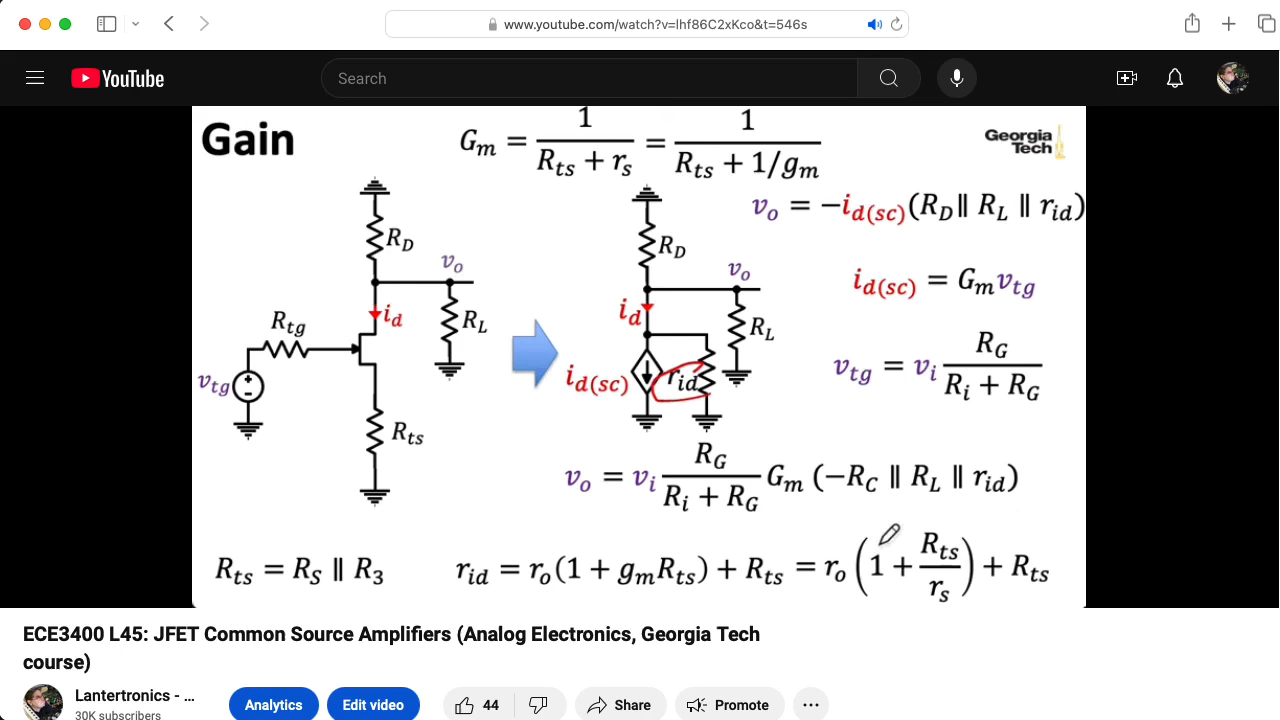 www.youtube.com/watch?v=lhf86C2xKco&t=546s
YouTube
Search
Gain
G_m = 1/(R_ts + r_s) = 1/(R_ts + 1/g_m)
Georgia
Tech
v_o = −i_d(sc)(R_D ∥ R_L ∥ r_id)
R_D
R_D
v_o
v_o
i_d(sc) = G_m v_tg
i_d
i_d
R_tg
R_L
R_L
v_tg = v_i R_G/(R_i + R_G)
v_tg
i_d(sc)
r_id
R_ts
v_o = v_i R_G/(R_i + R_G) G_m (−R_C ∥ R_L ∥ r_id)
R_ts = R_S ∥ R_3
r_id = r_o(1 + g_m R_ts) + R_ts = r_o(1 + R_ts/r_s) + R_ts
ECE3400 L45: JFET Common Source Amplifiers (Analog Electronics, Georgia Tech
course)
Lantertronics - ...
30K subscribers
Analytics
Edit video
44
Share
Promote